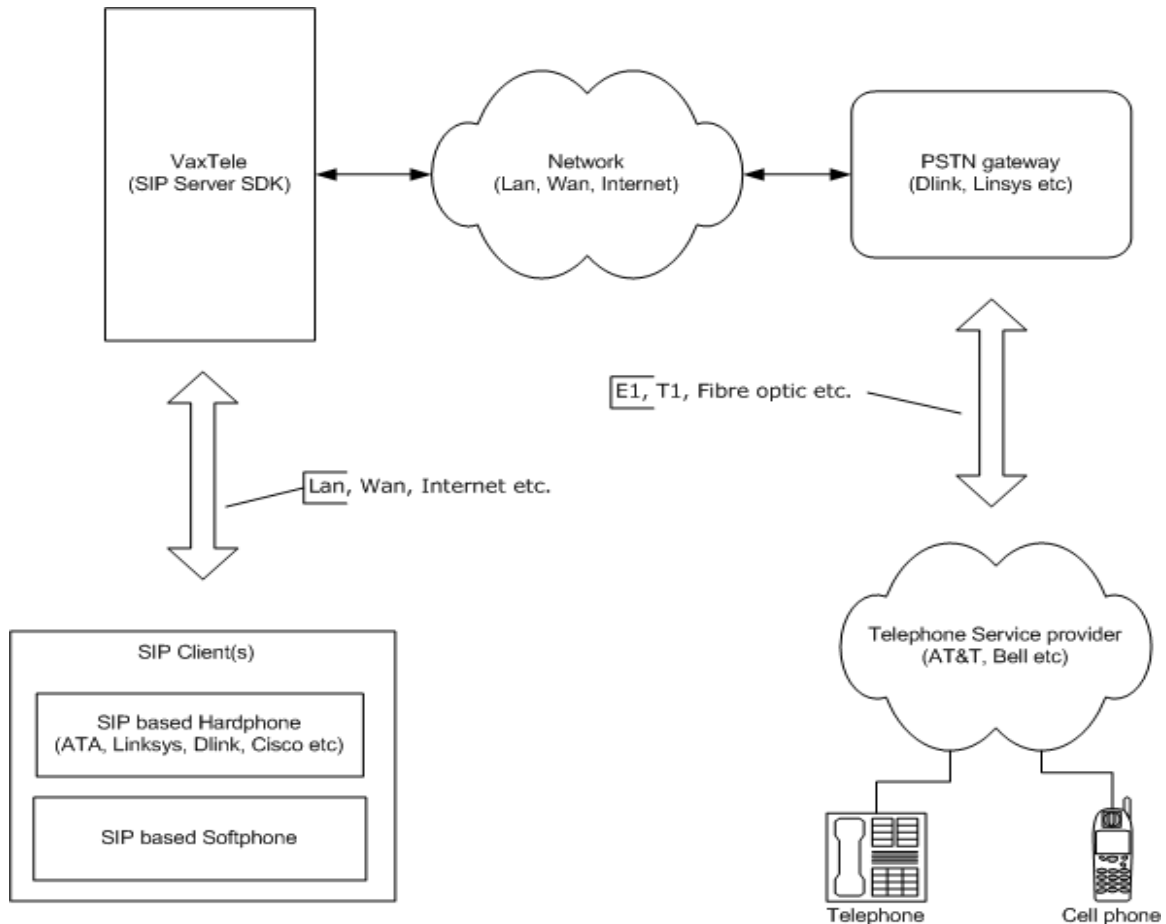 VaxTele
(SIP Server SDK)
Network
(Lan, Wan, Internet)
PSTN gateway
(Dlink, Linsys etc)
E1, T1, Fibre optic etc.
Lan, Wan, Internet etc.
SIP Client(s)
SIP based Hardphone
(ATA, Linksys, Dlink, Cisco etc)
SIP based Softphone
Telephone Service provider
(AT&T, Bell etc)
Telephone
Cell phone